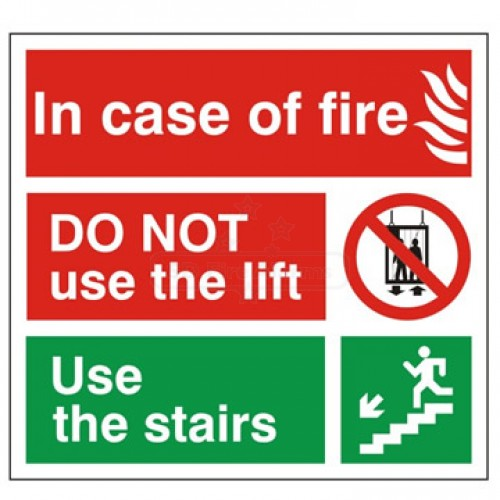 In case of fire
DO NOT
use the lift
Use
the stairs